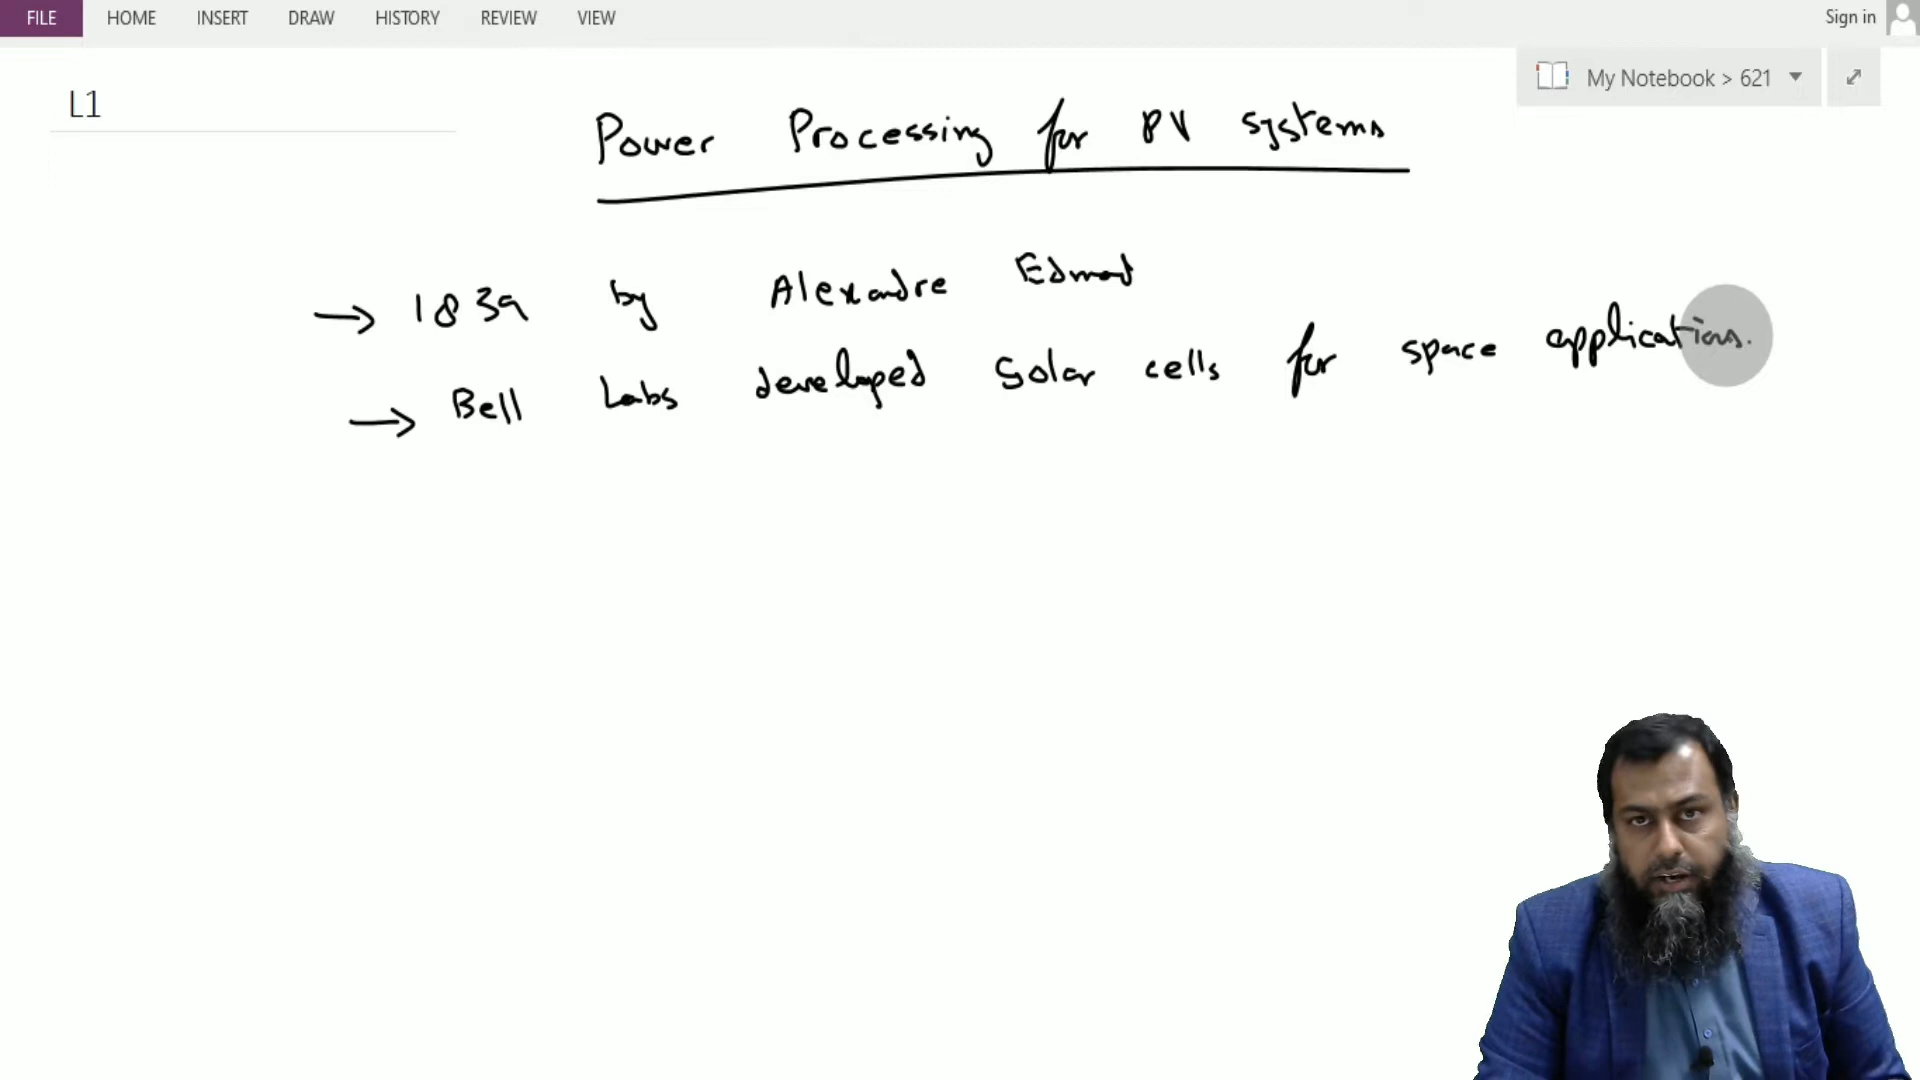 FILE HOME INSERT DRAW HISTORY REVIEW VIEW Sign in
My Notebook > 621
L1
Power Processing for PV systems
→ 1839 by Alexandre Edmond
→ Bell Labs developed Solar cells for space applications.